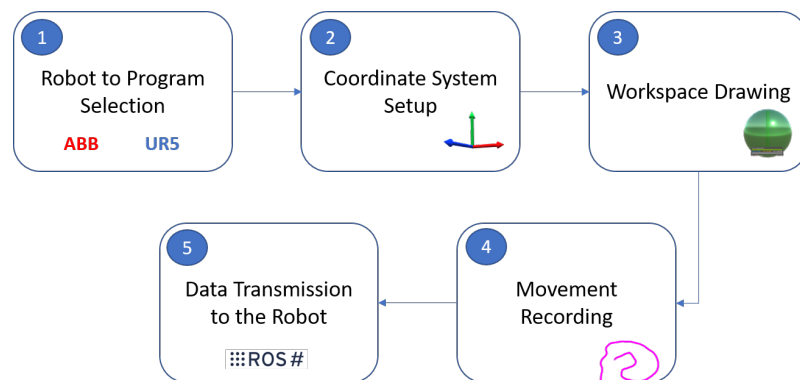 1
Robot to Program
Selection
ABB UR5
2
Coordinate System
Setup
3
Workspace Drawing
4
Movement
Recording
5
Data Transmission
to the Robot
ROS#